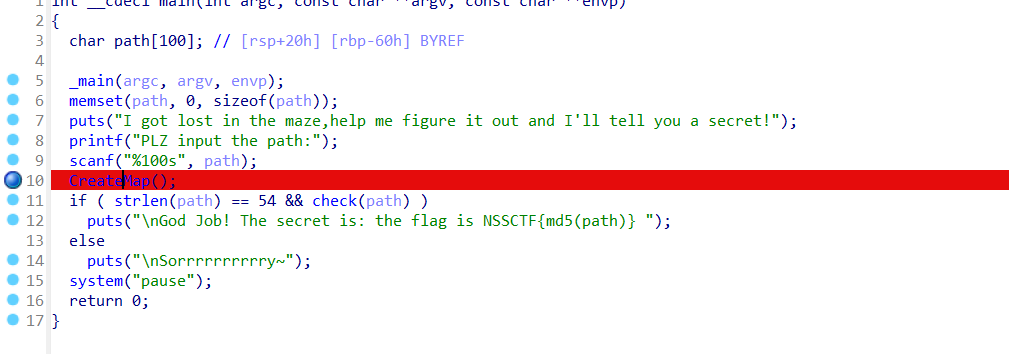 1 int __cdecl main(int argc, const char **argv, const char **envp)
2 {
3 char path[100]; // [rsp+20h] [rbp-60h] BYREF
4
5 _main(argc, argv, envp);
6 memset(path, 0, sizeof(path));
7 puts("I got lost in the maze,help me figure it out and I'll tell you a secret!");
8 printf("PLZ input the path:");
9 scanf("%100s", path);
10 CreateMap();
11 if ( strlen(path) == 54 && check(path) )
12 puts("\nGod Job! The secret is: the flag is NSSCTF{md5(path)} ");
13 else
14 puts("\nSorrrrrrrrrry~");
15 system("pause");
16 return 0;
17 }